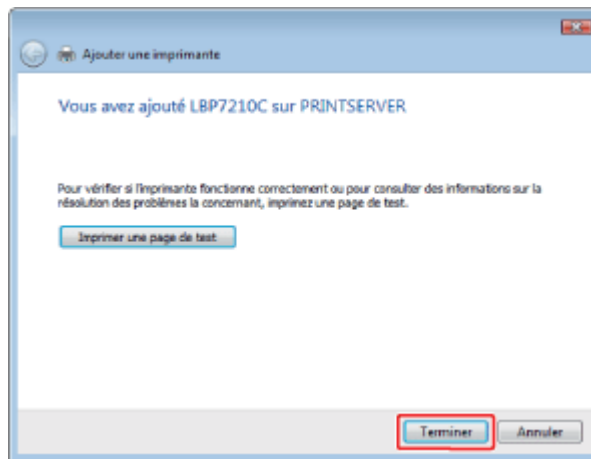 Ajouter une imprimante
Vous avez ajouté LBP7210C sur PRINTSERVER
Pour vérifier si l'imprimante fonctionne correctement ou pour consulter des informations sur la
résolution des problèmes la concernant, imprimez une page de test.
Imprimer une page de test
Terminer
Annuler